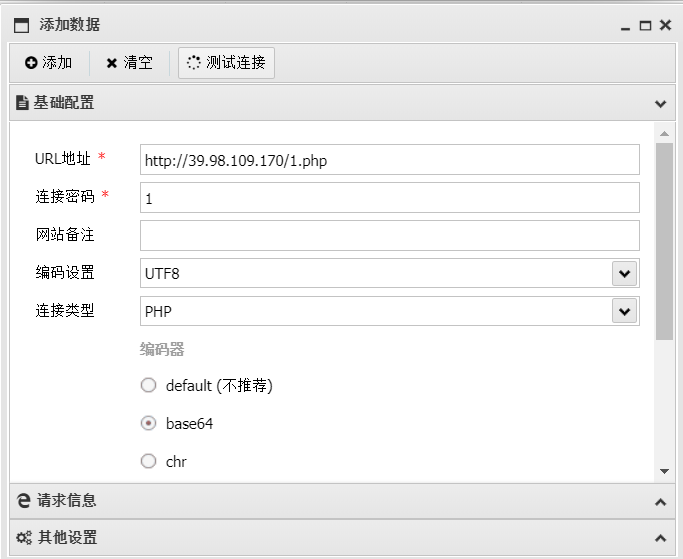 添加数据
添加 清空 测试连接
基础配置
URL地址 * http://39.98.109.170/1.php
连接密码 * 1
网站备注
编码设置 UTF8
连接类型 PHP
编码器
default (不推荐)
base64
chr
请求信息
其他设置